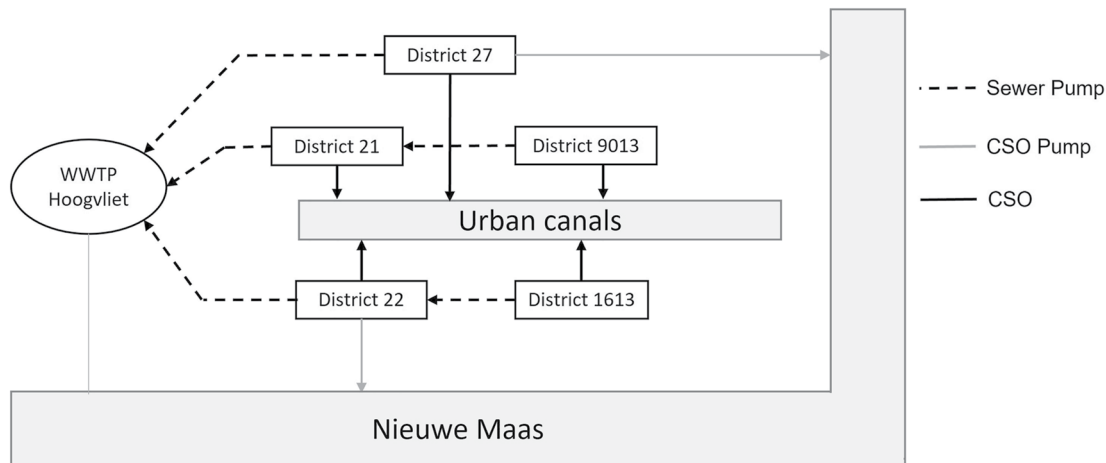 District 27
Sewer Pump
District 21
District 9013
CSO Pump
WWTP
Hoogvliet
CSO
Urban canals
District 22
District 1613
Nieuwe Maas